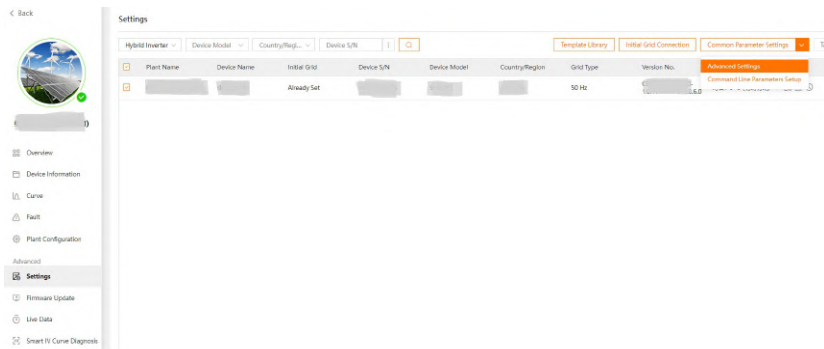 Back
Settings
Hybrid Inverter
Device Model
Country/Regi...
Device S/N
Template Library
Initial Grid Connection
Common Parameter Settings
Plant Name
Device Name
Initial Grid
Device S/N
Device Model
Country/Region
Grid Type
Version No.
Advanced Settings
Command Line Parameters Setup
Already Set
50 Hz
Overview
Device Information
Curve
Fault
Plant Configuration
Advanced
Settings
Firmware Update
Live Data
Smart IV Curve Diagnosis